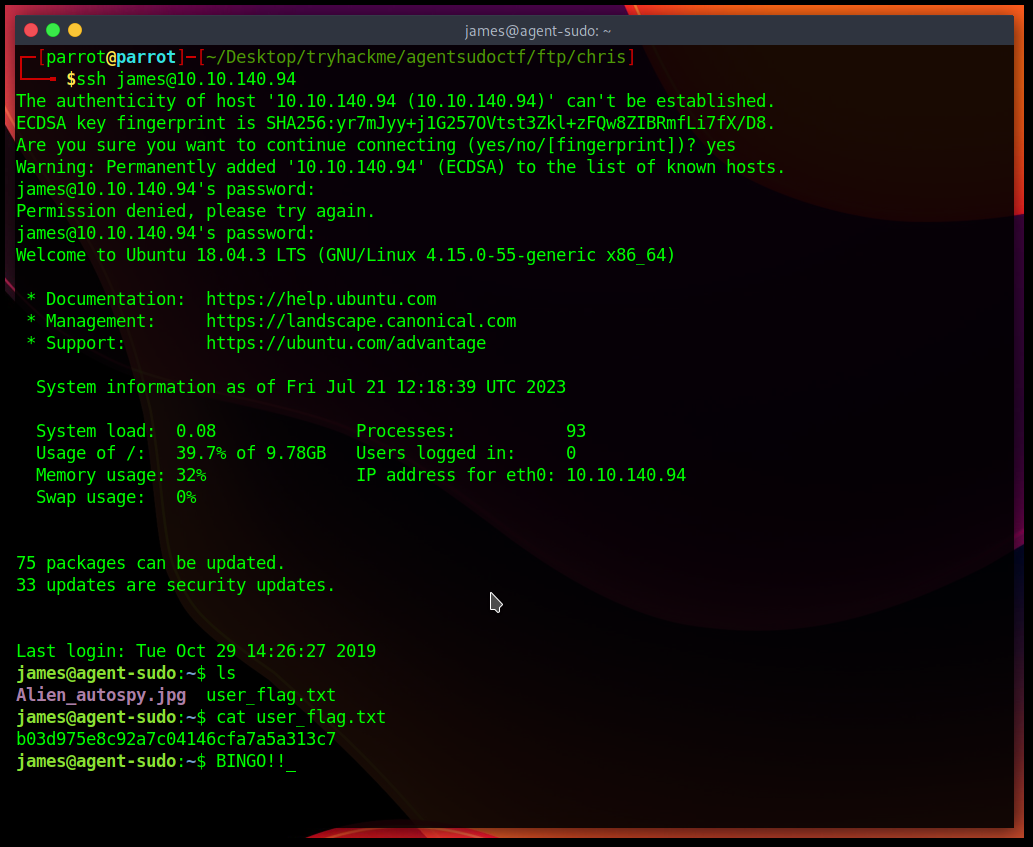 james@agent-sudo: ~
┌─[parrot@parrot]─[~/Desktop/tryhackme/agentsudoctf/ftp/chris]
└──╼ $ssh james@10.10.140.94
The authenticity of host '10.10.140.94 (10.10.140.94)' can't be established.
ECDSA key fingerprint is SHA256:yr7mJyy+j1G257OVtst3Zkl+zFQw8ZIBRmfLi7fX/D8.
Are you sure you want to continue connecting (yes/no/[fingerprint])? yes
Warning: Permanently added '10.10.140.94' (ECDSA) to the list of known hosts.
james@10.10.140.94's password:
Permission denied, please try again.
james@10.10.140.94's password:
Welcome to Ubuntu 18.04.3 LTS (GNU/Linux 4.15.0-55-generic x86_64)
 * Documentation:  https://help.ubuntu.com
 * Management:     https://landscape.canonical.com
 * Support:        https://ubuntu.com/advantage
  System information as of Fri Jul 21 12:18:39 UTC 2023
  System load:  0.08              Processes:           93
  Usage of /:   39.7% of 9.78GB   Users logged in:     0
  Memory usage: 32%               IP address for eth0: 10.10.140.94
  Swap usage:   0%
75 packages can be updated.
33 updates are security updates.
Last login: Tue Oct 29 14:26:27 2019
james@agent-sudo:~$ ls
Alien_autospy.jpg  user_flag.txt
james@agent-sudo:~$ cat user_flag.txt
b03d975e8c92a7c04146cfa7a5a313c7
james@agent-sudo:~$ BINGO!!_